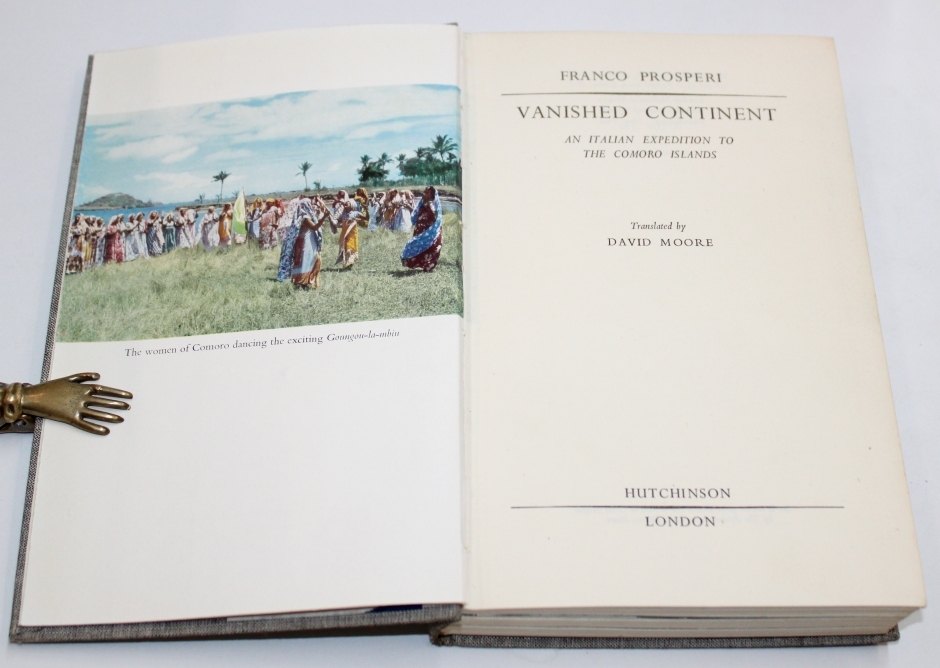 The women of Comoro dancing the exciting Goungou-la-mbiu
FRANCO PROSPERI
VANISHED CONTINENT
AN ITALIAN EXPEDITION TO
THE COMORO ISLANDS
Translated by
DAVID MOORE
HUTCHINSON
LONDON